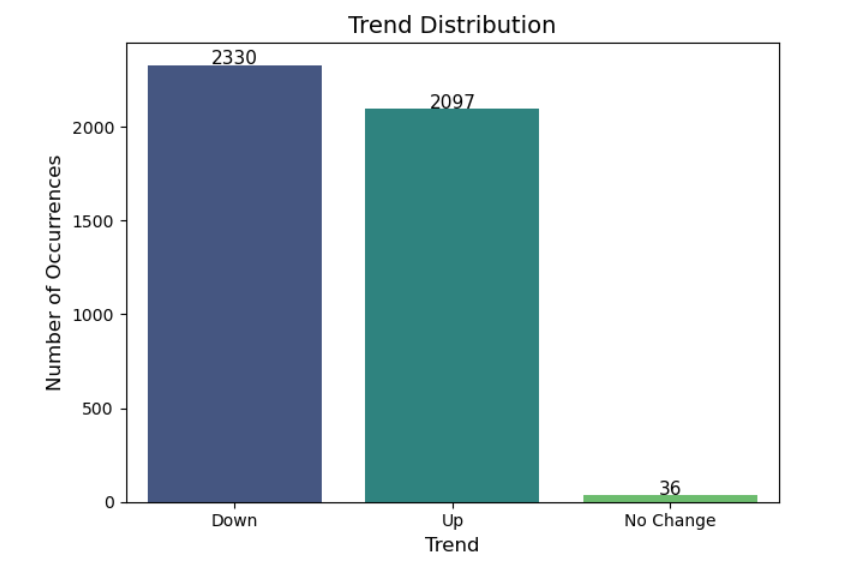 Trend Distribution
2330
2097
36
2000
1500
1000
500
0
Number of Occurrences
Down
Up
No Change
Trend